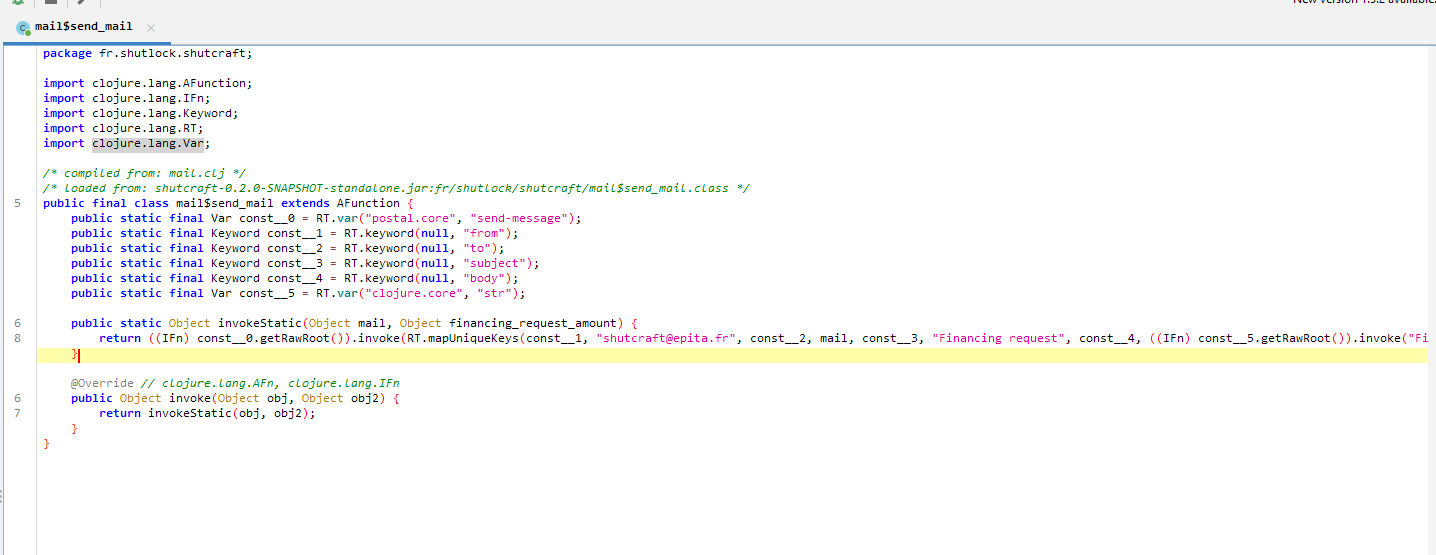 mail$send_mail
package fr.shutlock.shutcraft;
import clojure.lang.AFunction;
import clojure.lang.IFn;
import clojure.lang.Keyword;
import clojure.lang.RT;
import clojure.lang.Var;
/* compiled from: mail.clj */
/* loaded from: shutcraft-0.2.0-SNAPSHOT-standalone.jar:fr/shutlock/shutcraft/mail$send_mail.class */
5 public final class mail$send_mail extends AFunction {
public static final Var const__0 = RT.var("postal.core", "send-message");
public static final Keyword const__1 = RT.keyword(null, "from");
public static final Keyword const__2 = RT.keyword(null, "to");
public static final Keyword const__3 = RT.keyword(null, "subject");
public static final Keyword const__4 = RT.keyword(null, "body");
public static final Var const__5 = RT.var("clojure.core", "str");
6 public static Object invokeStatic(Object mail, Object financing_request_amount) {
8 return ((IFn) const__0.getRawRoot()).invoke(RT.mapUniqueKeys(const__1, "shutcraft@epita.fr", const__2, mail, const__3, "Financing request", const__4, ((IFn) const__5.getRawRoot()).invoke("Fi
}
@Override // clojure.lang.AFn, clojure.lang.IFn
6 public Object invoke(Object obj, Object obj2) {
7 return invokeStatic(obj, obj2);
}
}